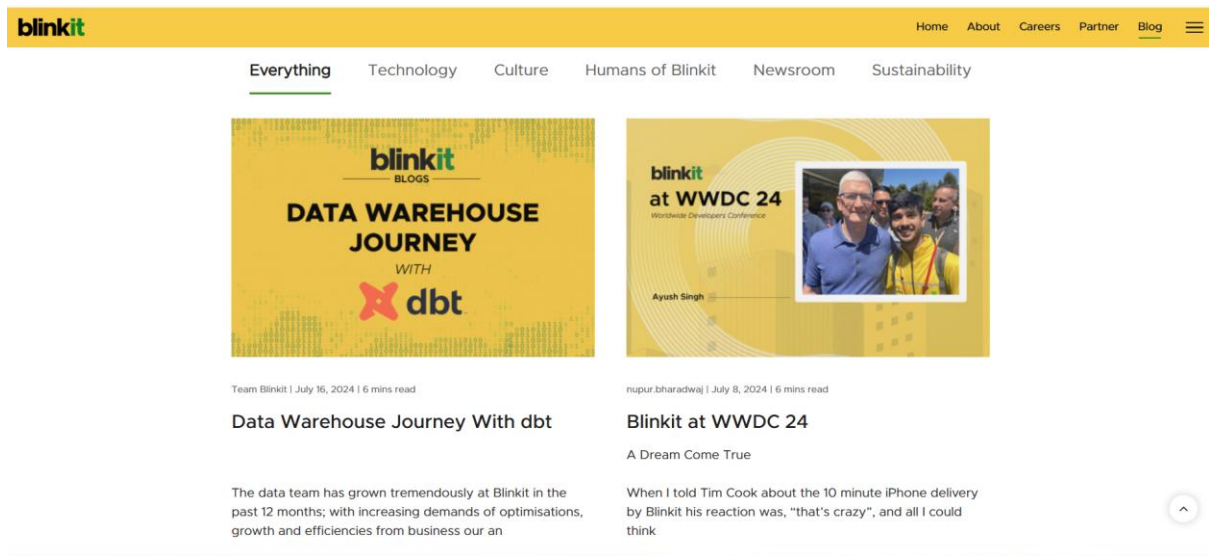 blinkit
Home About Careers Partner Blog
Everything Technology Culture Humans of Blinkit Newsroom Sustainability
blinkit
BLOGS
DATA WAREHOUSE
JOURNEY
WITH
dbt
Team Blinkit | July 16, 2024 | 6 mins read
Data Warehouse Journey With dbt
The data team has grown tremendously at Blinkit in the
past 12 months; with increasing demands of optimisations,
growth and efficiencies from business our an
blinkit
at WWDC 24
Worldwide Developers Conference
Ayush Singh
nupur.bharadwaj | July 8, 2024 | 6 mins read
Blinkit at WWDC 24
A Dream Come True
When I told Tim Cook about the 10 minute iPhone delivery
by Blinkit his reaction was, “that’s crazy”, and all I could
think